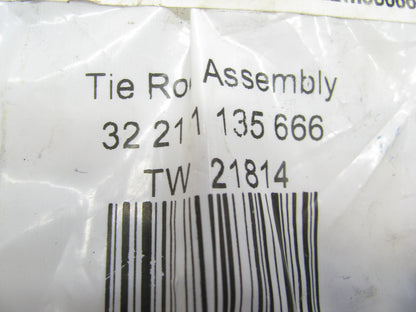 Tie Ro Assembly
32 211 135 666
TW 21814